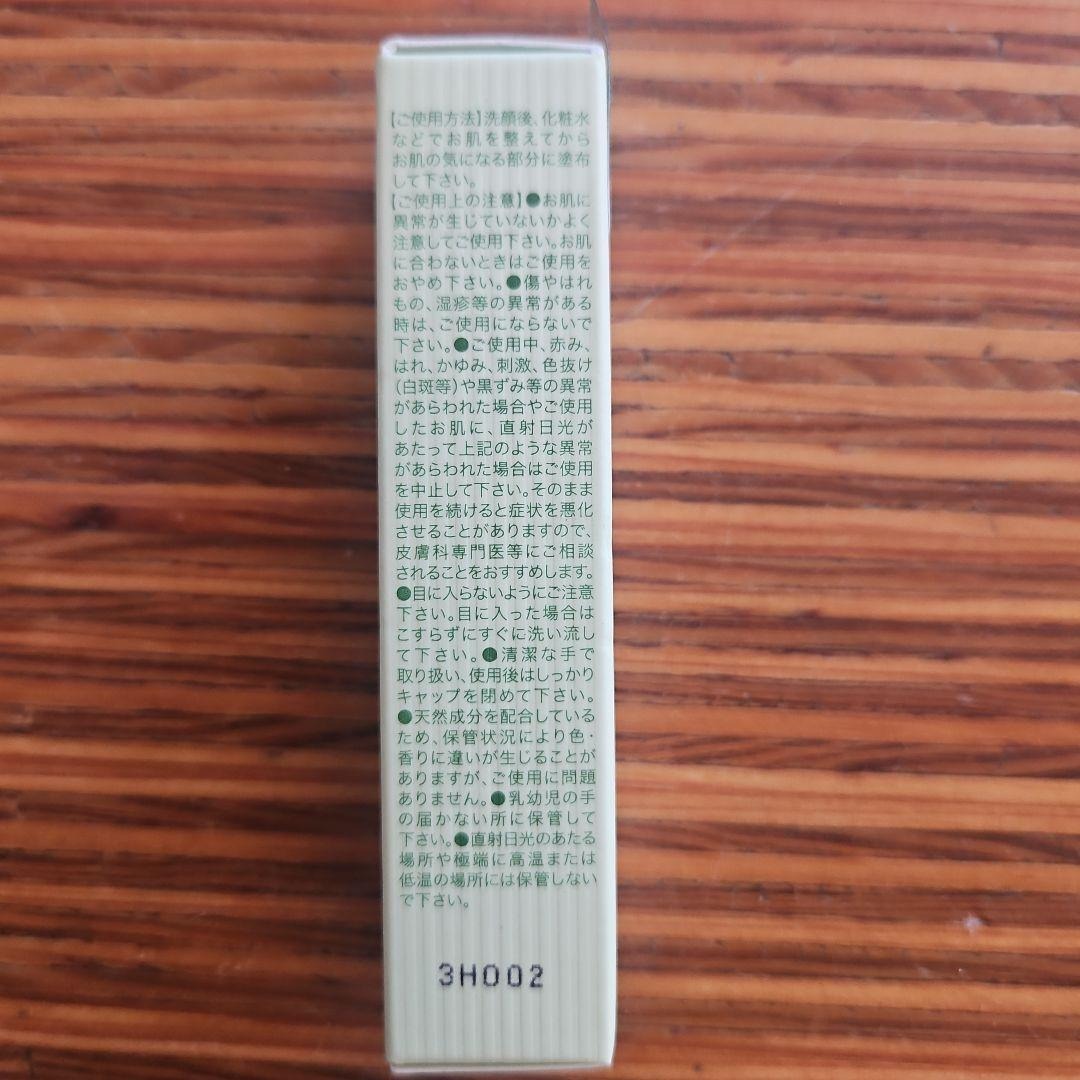 【ご使用方法】洗顔後、化粧水
などでお肌を整えてから
お肌の気になる部分に塗布
して下さい。
【ご使用上の注意】●お肌に
異常が生じていないかよく
注意してご使用下さい。お肌
に合わないときはご使用を
おやめ下さい。●傷やはれ
もの、湿疹等の異常がある
時は、ご使用にならないで
下さい。●ご使用中、赤み、
はれ、かゆみ、刺激、色抜け
（白斑等）や黒ずみ等の異常
があらわれた場合やご使用
したお肌に、直射日光が
あたって上記のような異常
があらわれた場合はご使用
を中止して下さい。そのまま
使用を続けると症状を悪化
させることがありますので、
皮膚科専門医等にご相談
されることをおすすめします。
●目に入らないようにご注意
下さい。目に入った場合は
こすらずにすぐに洗い流し
て下さい。●清潔な手で
取り扱い、使用後はしっかり
キャップを閉めて下さい。
●天然成分を配合している
ため、保管状況により色・
香りに違いが生じることが
ありますが、ご使用に問題
ありません。●乳幼児の手
の届かない所に保管して
下さい。●直射日光のあたる
場所や極端に高温または
低温の場所には保管しない
で下さい。
3H002